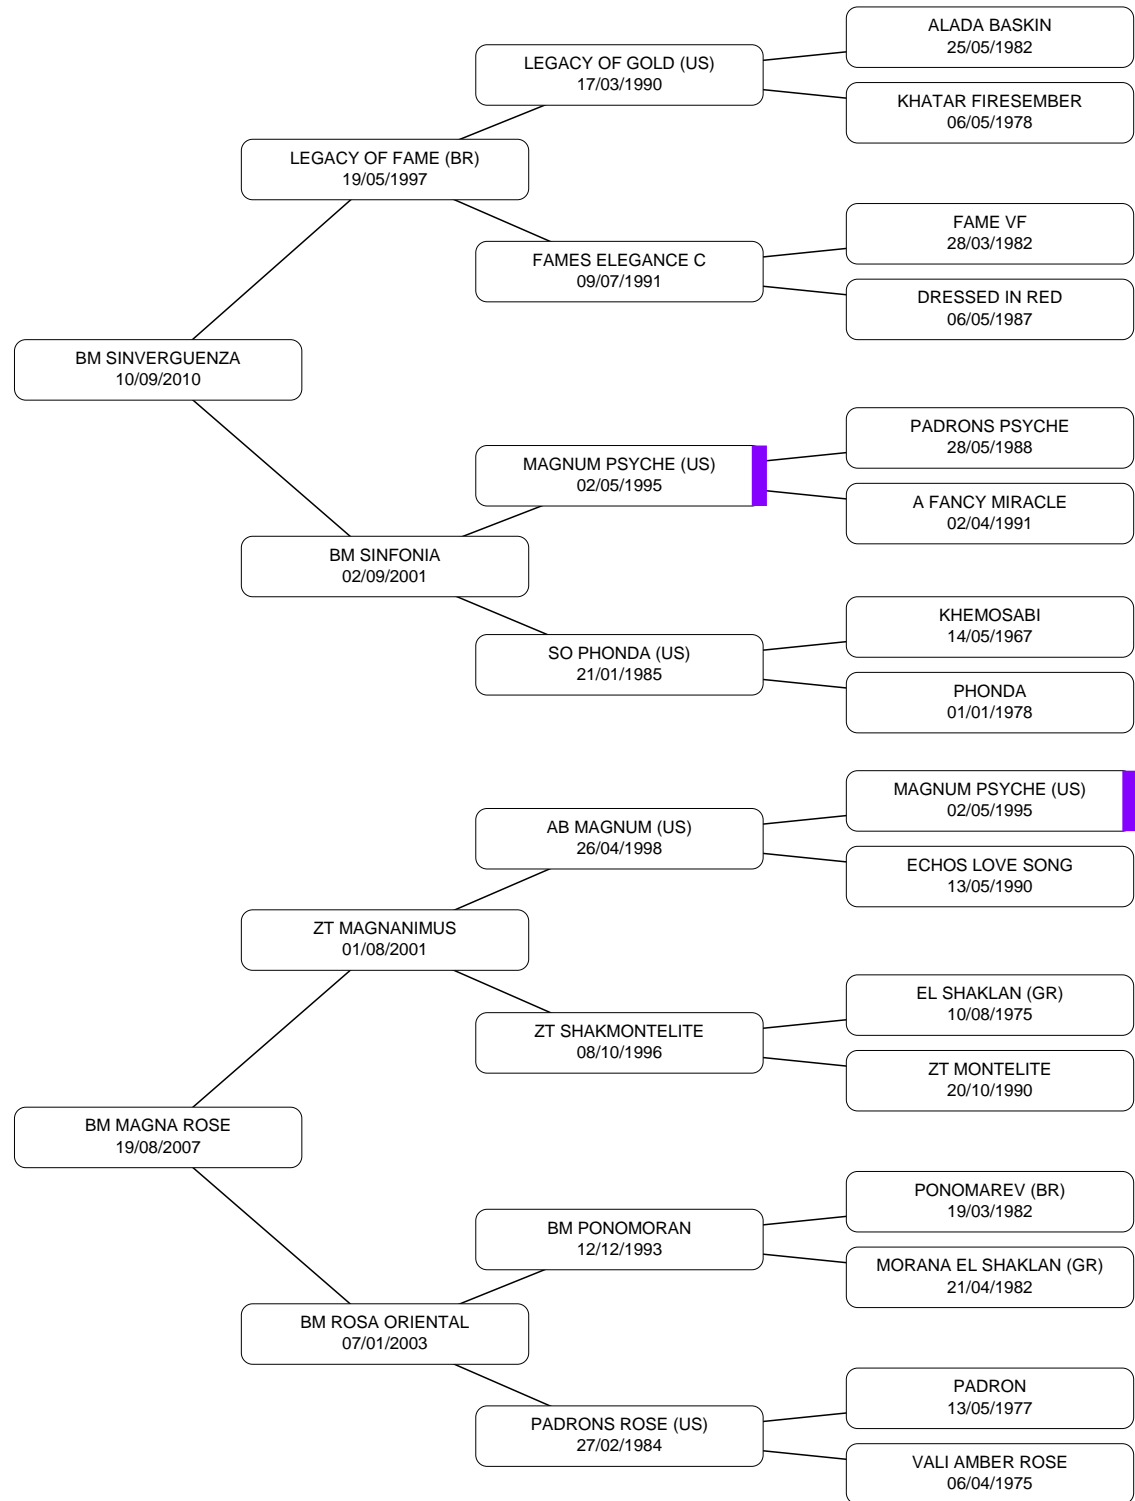 ALADA BASKIN
25/05/1982
LEGACY OF GOLD (US)
17/03/1990
KHATAR FIRESEMBER
06/05/1978
LEGACY OF FAME (BR)
19/05/1997
FAME VF
28/03/1982
FAMES ELEGANCE C
09/07/1991
DRESSED IN RED
06/05/1987
BM SINVERGUENZA
10/09/2010
PADRONS PSYCHE
28/05/1988
MAGNUM PSYCHE (US)
02/05/1995
A FANCY MIRACLE
02/04/1991
BM SINFONIA
02/09/2001
KHEMOSABI
14/05/1967
SO PHONDA (US)
21/01/1985
PHONDA
01/01/1978
MAGNUM PSYCHE (US)
02/05/1995
AB MAGNUM (US)
26/04/1998
ECHOS LOVE SONG
13/05/1990
ZT MAGNANIMUS
01/08/2001
EL SHAKLAN (GR)
10/08/1975
ZT SHAKMONTELITE
08/10/1996
ZT MONTELITE
20/10/1990
BM MAGNA ROSE
19/08/2007
PONOMAREV (BR)
19/03/1982
BM PONOMORAN
12/12/1993
MORANA EL SHAKLAN (GR)
21/04/1982
BM ROSA ORIENTAL
07/01/2003
PADRON
13/05/1977
PADRONS ROSE (US)
27/02/1984
VALI AMBER ROSE
06/04/1975